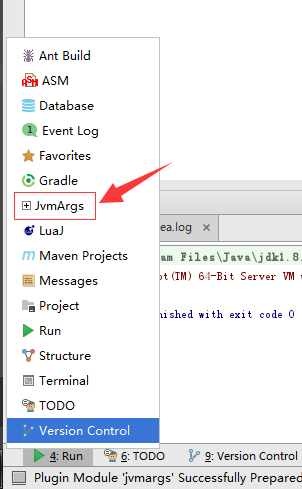 Ant Build
ASM
Database
Event Log
Favorites
Gradle
JvmArgs
LuaJ
Maven Projects
Messages
Project
Run
Structure
Terminal
TODO
Version Control
ea.log
am Files\Java\jdk1.8.
ot(TM) 64-Bit Server VM w
nished with exit code 0
4: Run 6: TODO 9: Version Control
Plugin Module 'jvmargs' Successfully Prepared